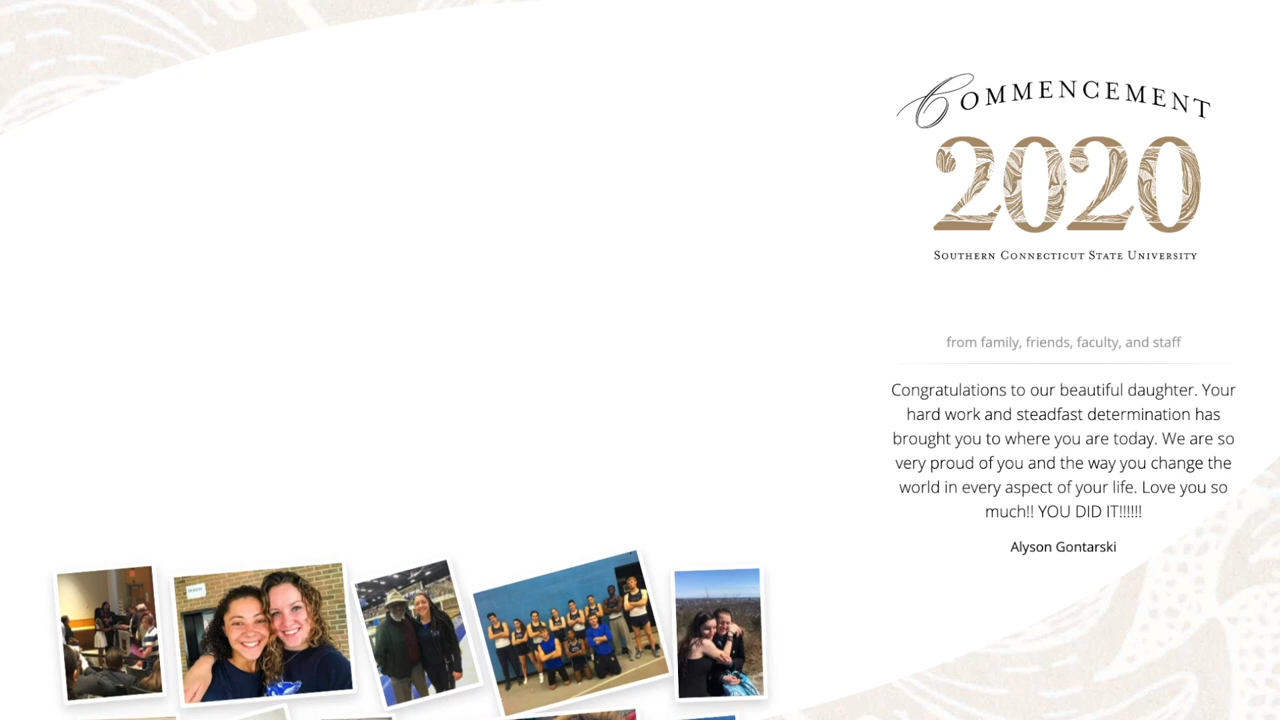 COMMENCEMENT
2020
SOUTHERN CONNECTICUT STATE UNIVERSITY
from family, friends, faculty, and staff
Congratulations to our beautiful daughter. Your
hard work and steadfast determination has
brought you to where you are today. We are so
very proud of you and the way you change the
world in every aspect of your life. Love you so
much!! YOU DID IT!!!!!!
Alyson Gontarski